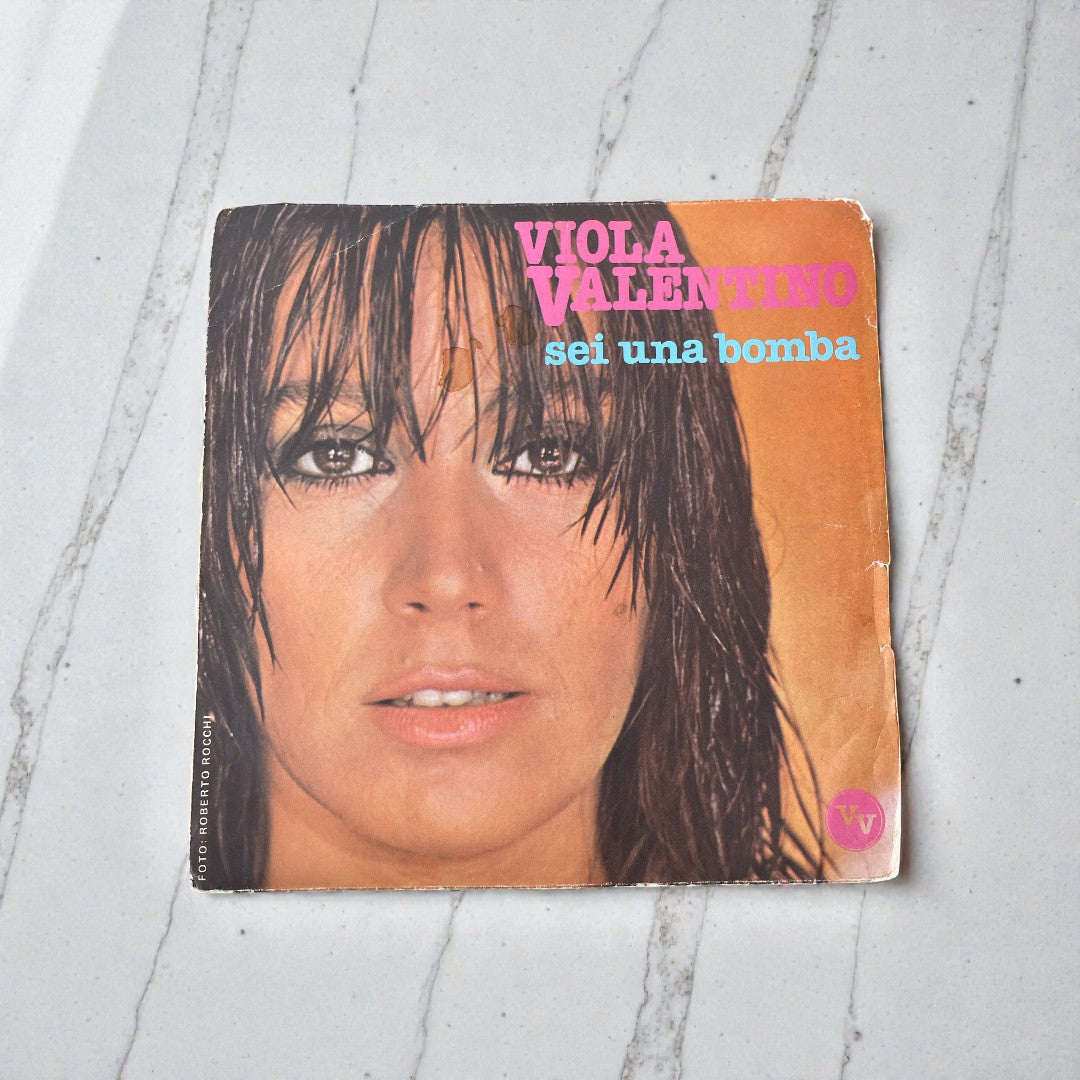 VIOLA
VALENTINO
sei una bomba
FOTO: ROBERTO ROCCHI
VV